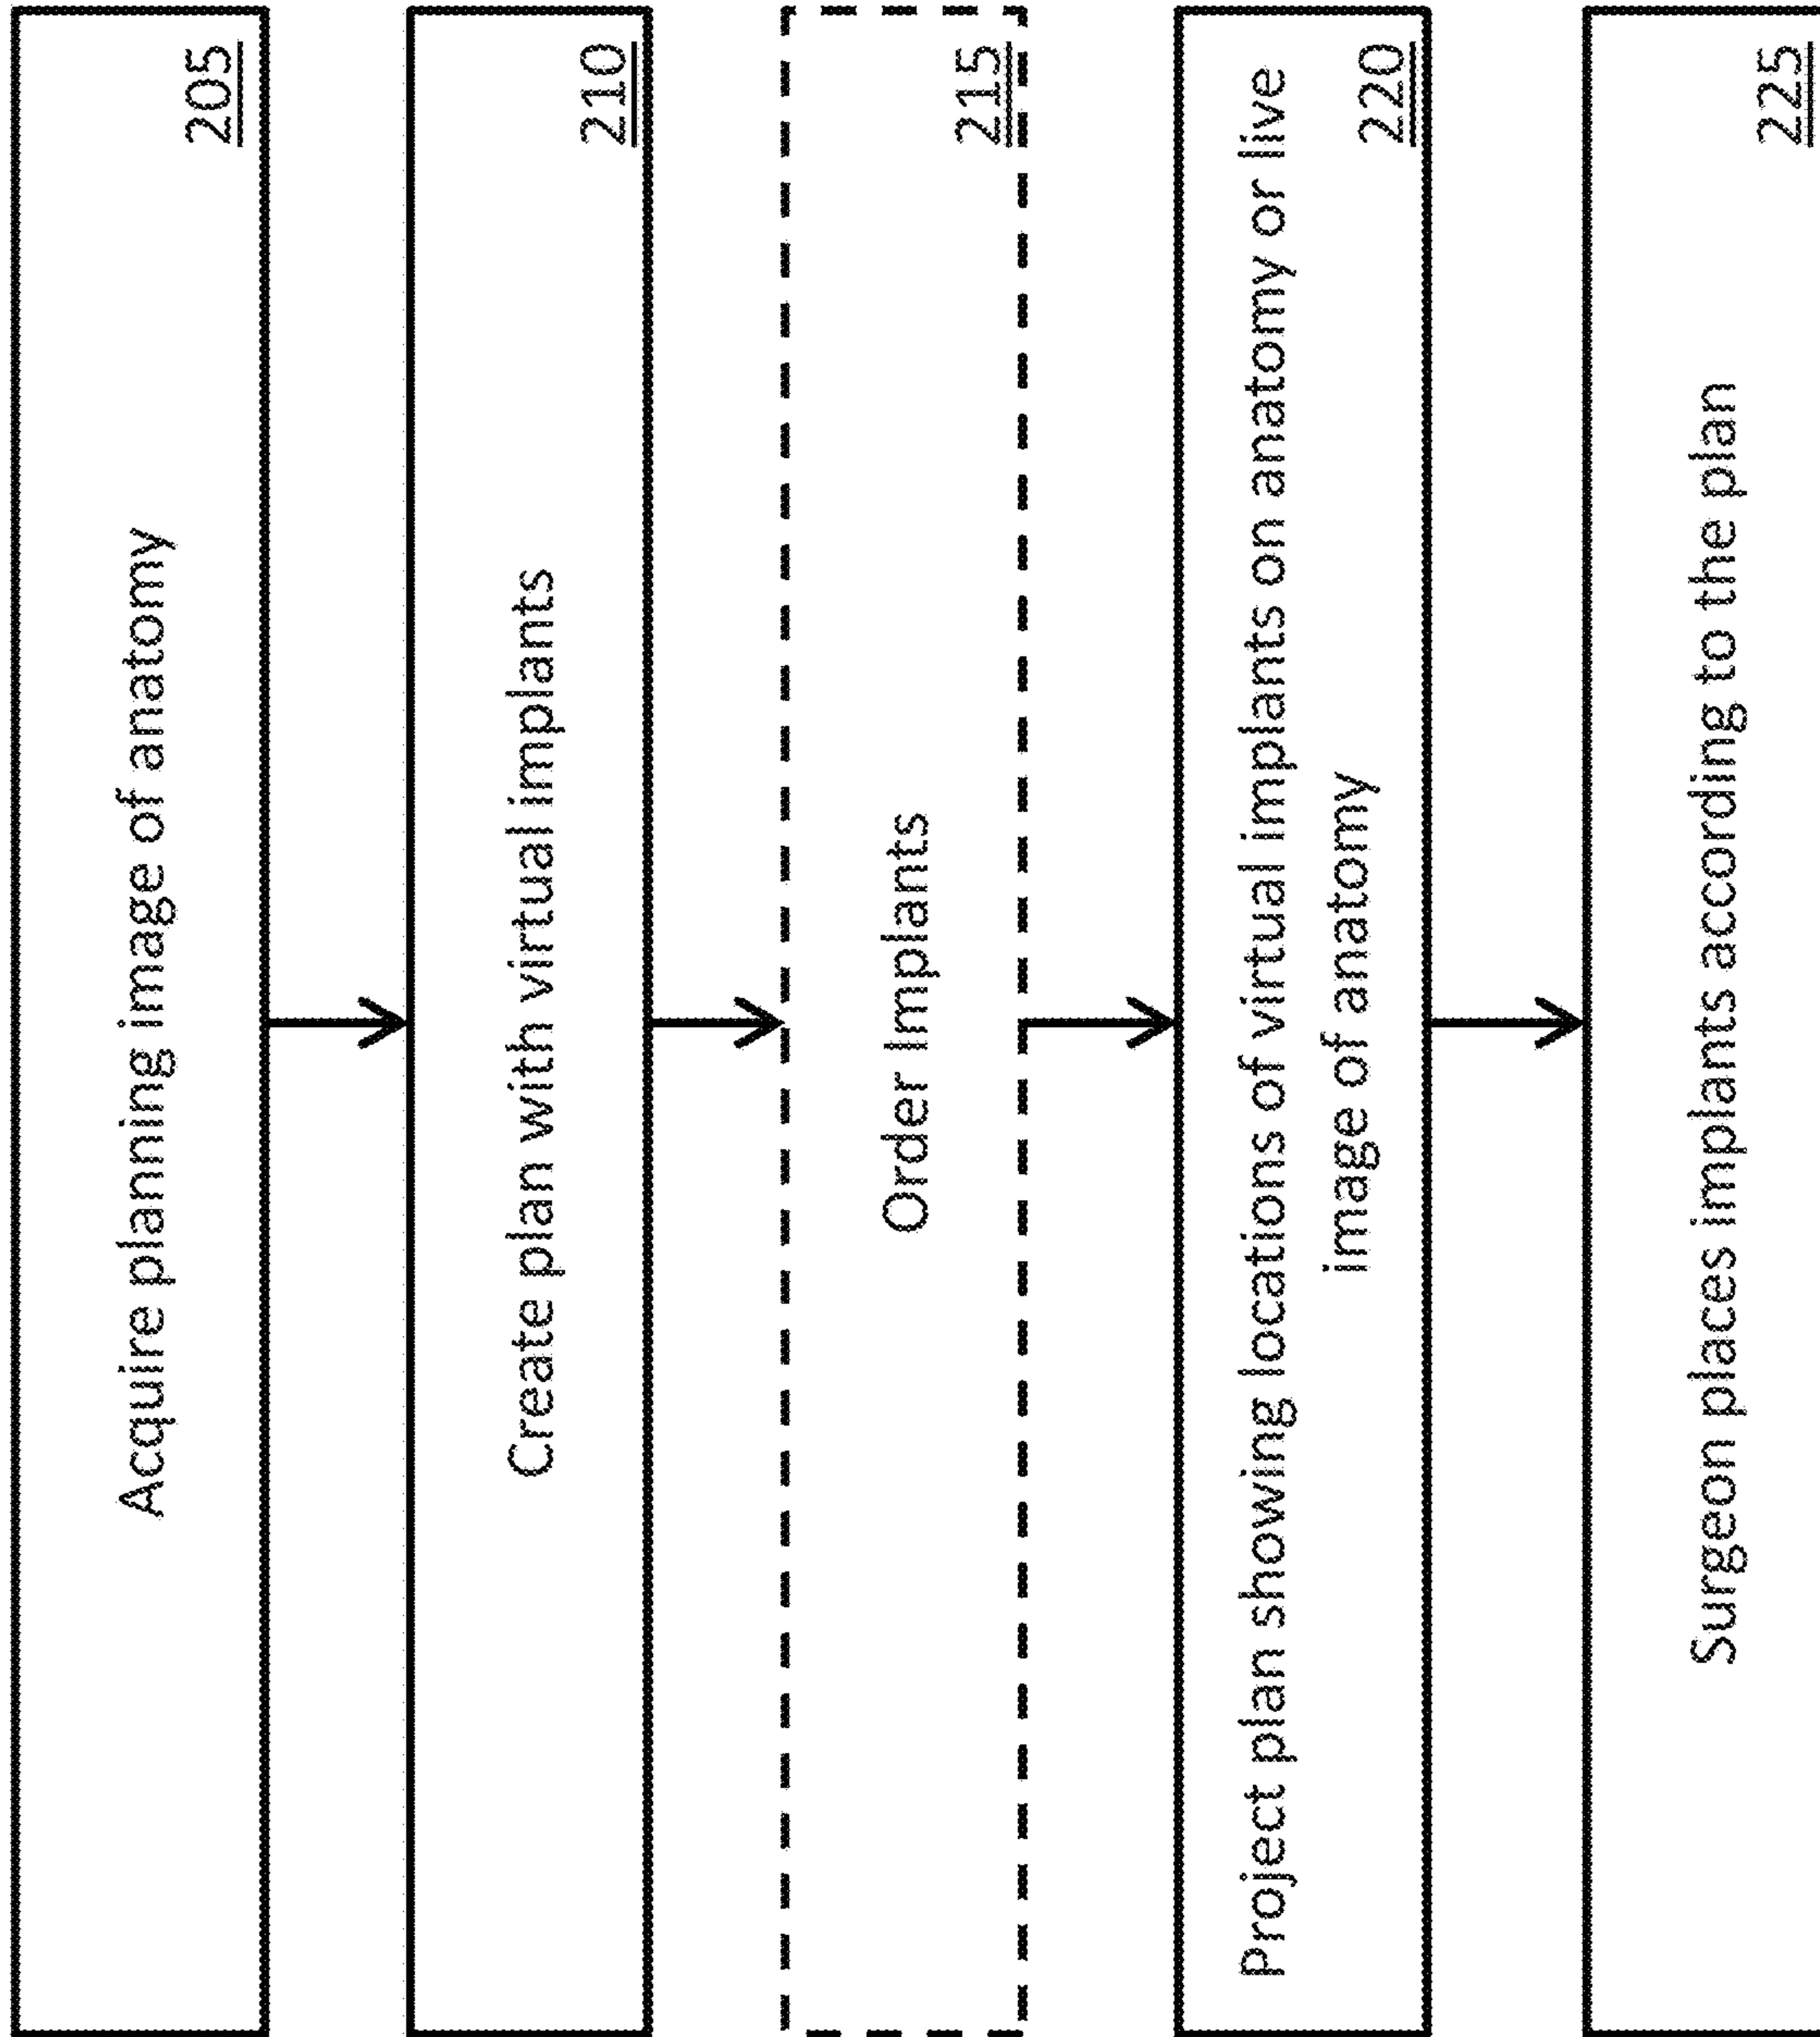 Acquire planning image of anatomy
205
Create plan with virtual implants
210
Order Implants
215
Project plan showing locations of virtual implants on anatomy or live
image of anatomy
220
Surgeon places implants according to the plan
225